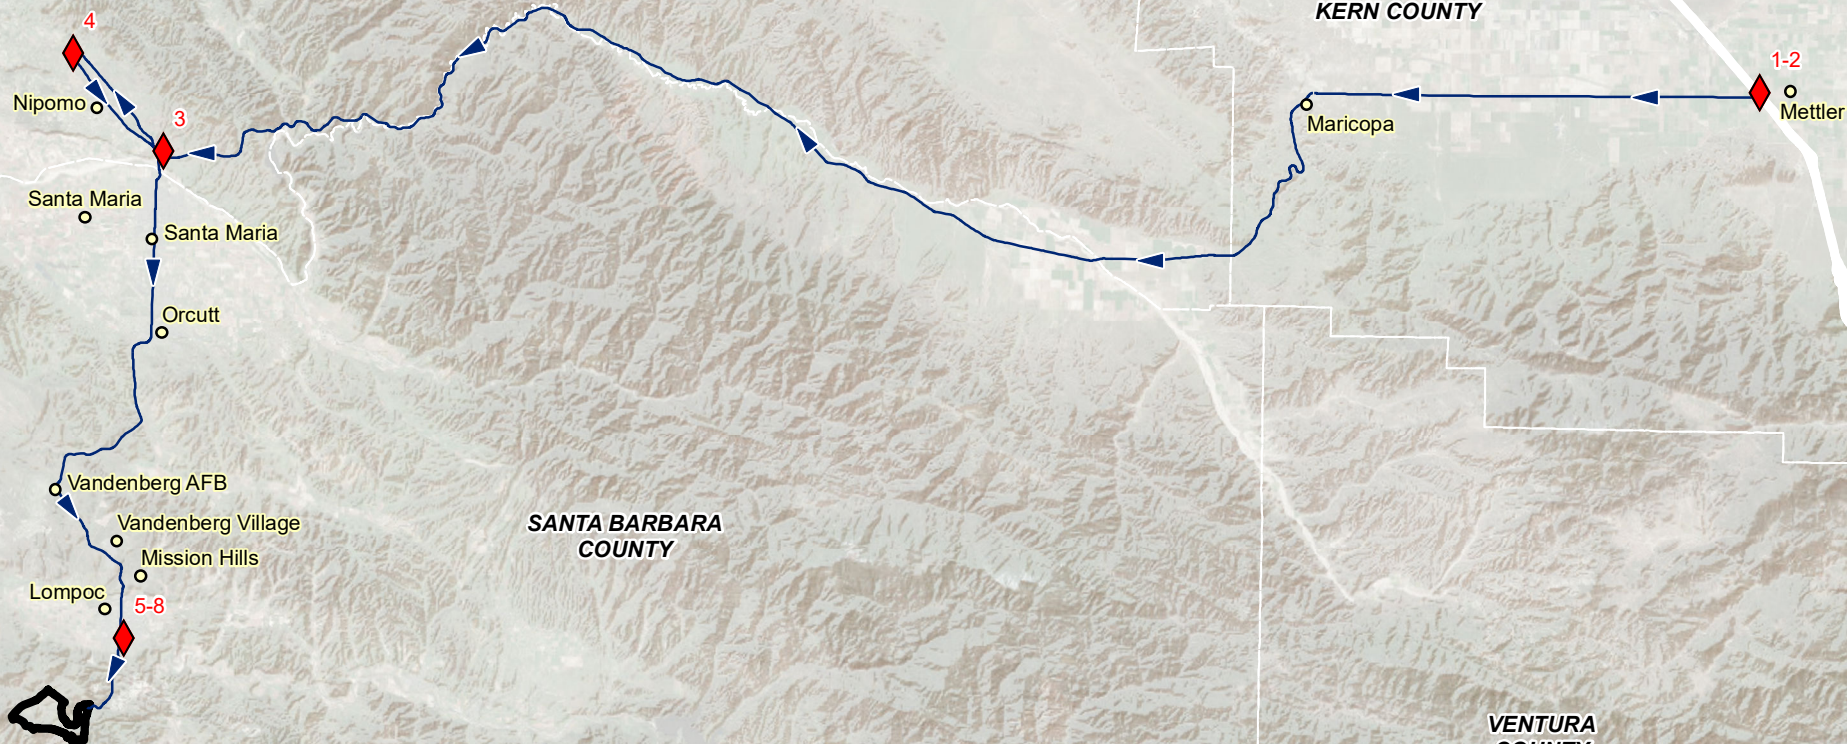 KERN COUNTY
4
1-2
Nipomo
Mettler
3
Maricopa
Santa Maria
Santa Maria
Orcutt
Vandenberg AFB
Vandenberg Village
SANTA BARBARA
COUNTY
Mission Hills
Lompoc
5-8
VENTURA
COUNTY